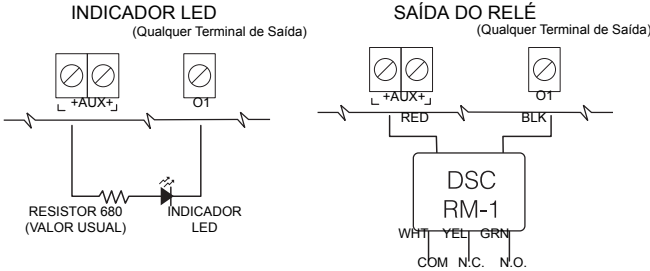 INDICADOR LED
(Qualquer Terminal de Saída)
+AUX+
O1
RESISTOR 680
(VALOR USUAL)
INDICADOR
LED
SAÍDA DO RELÉ
(Qualquer Terminal de Saída)
+AUX+
O1
RED
BLK
DSC
RM-1
WHT YEL GRN
COM N.C. N.O.